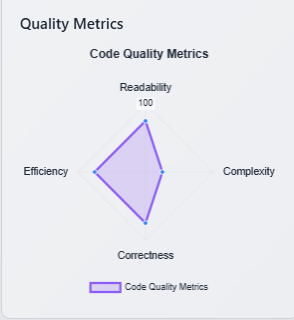 Quality Metrics
Code Quality Metrics
Readability
100
Efficiency
Complexity
Correctness
Code Quality Metrics